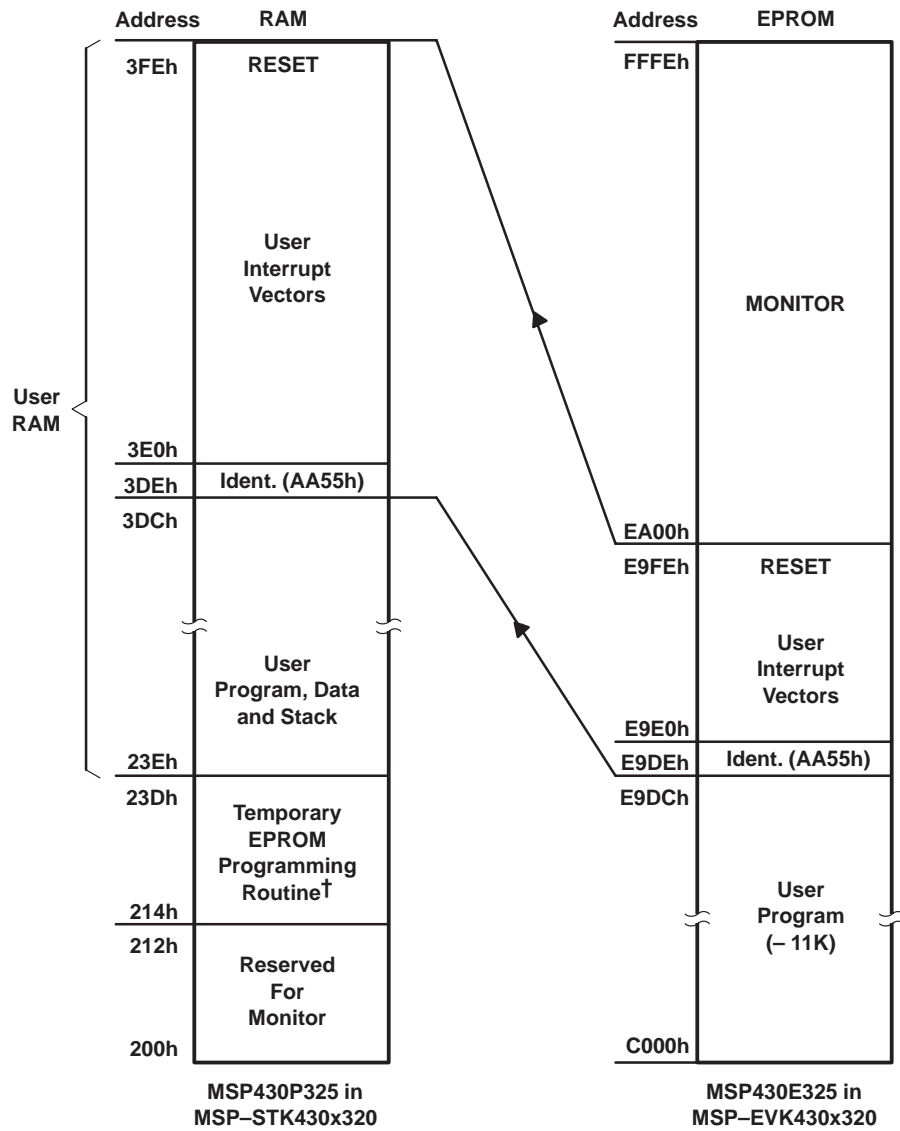 Address RAM
3FEh RESET
User
Interrupt
Vectors
User
RAM
3E0h
3DEh Ident. (AA55h)
3DCh
User
Program, Data
and Stack
23Eh
23Dh
Temporary
EPROM
Programming
Routine†
214h
212h
Reserved
For
Monitor
200h
MSP430P325 in
MSP–STK430x320
Address EPROM
FFFEh
MONITOR
EA00h
E9FEh RESET
User
Interrupt
Vectors
E9E0h
E9DEh Ident. (AA55h)
E9DCh
User
Program
(– 11K)
C000h
MSP430E325 in
MSP–EVK430x320